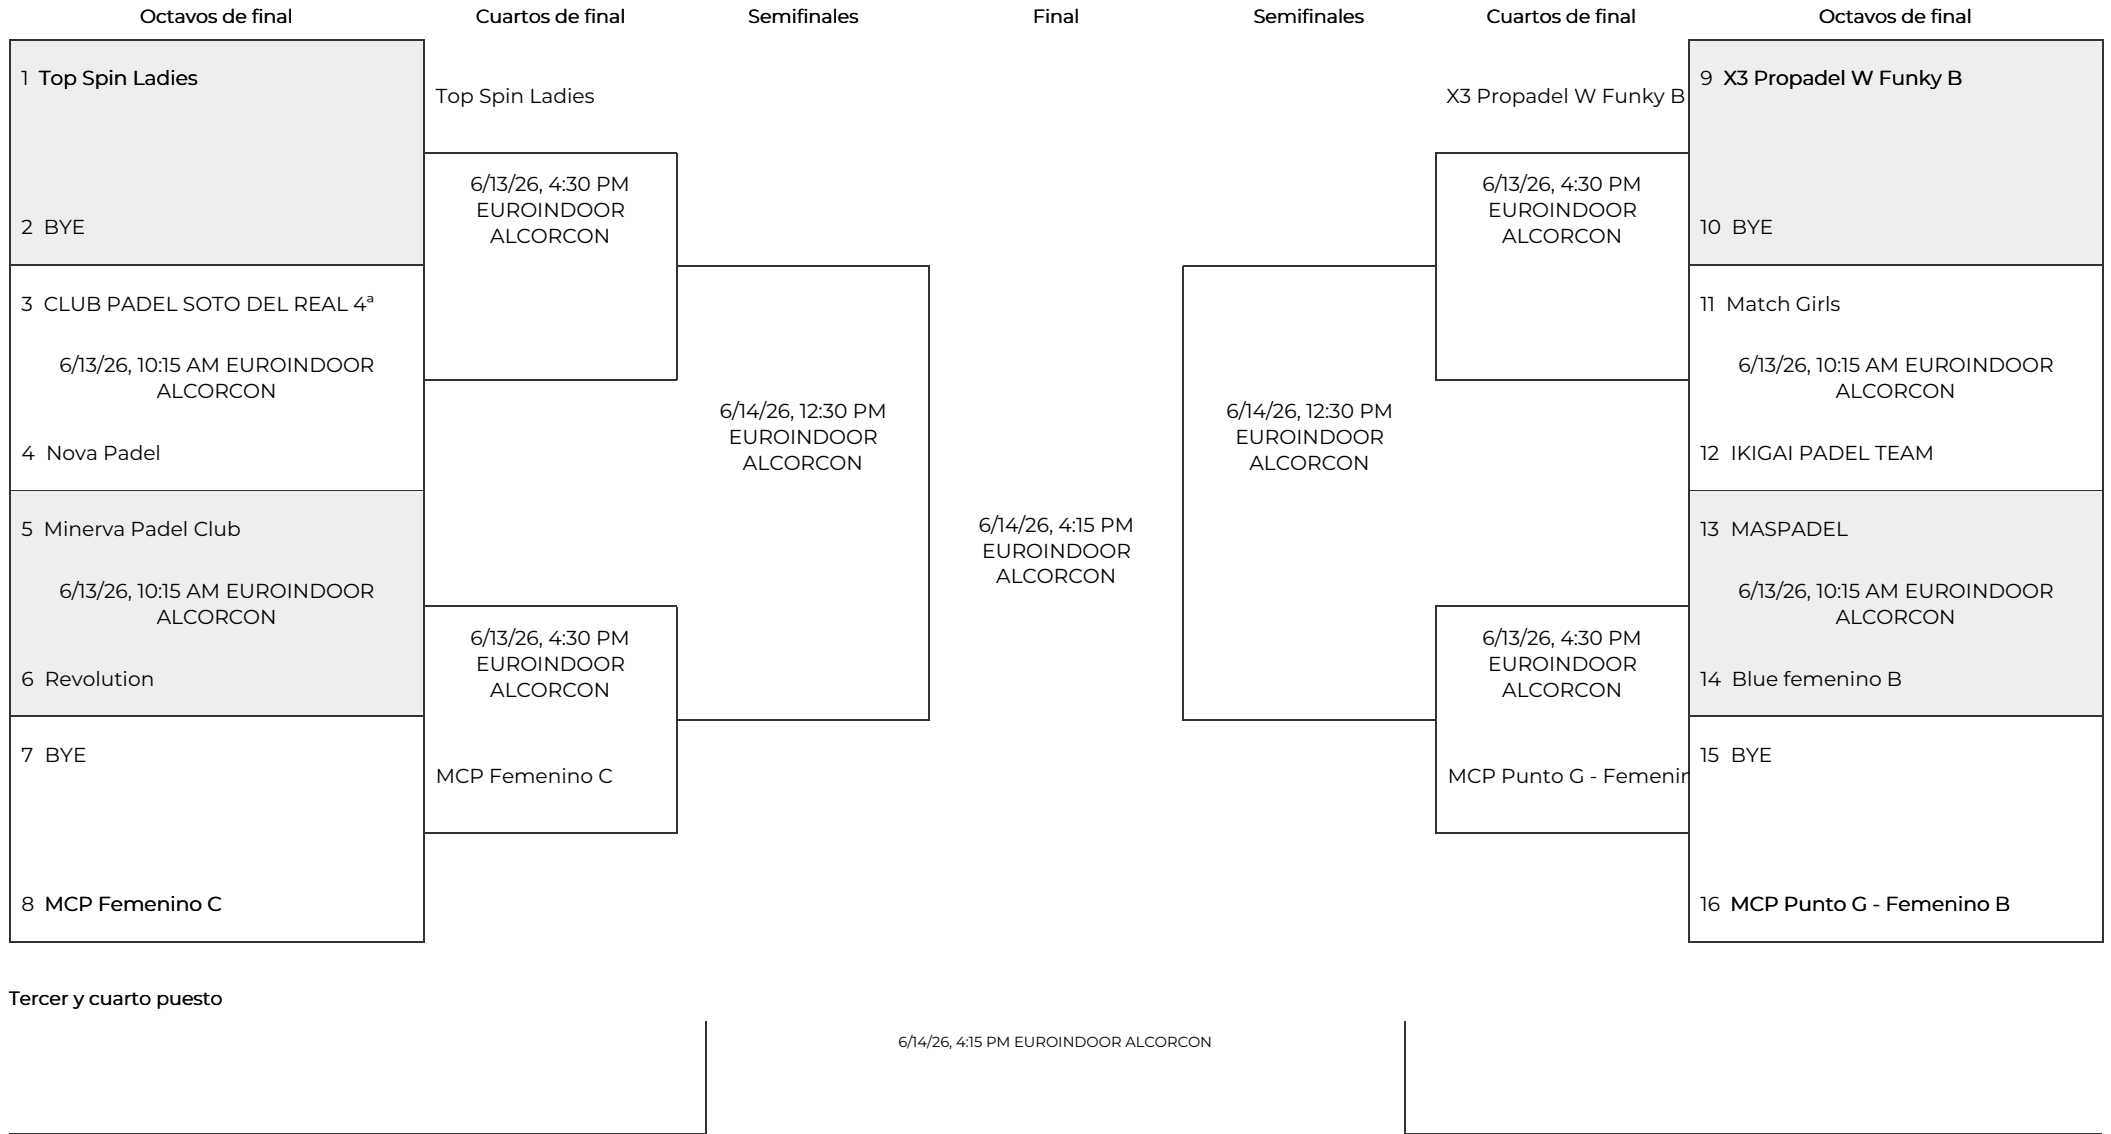 Octavos de final
Cuartos de final
Semifinales
Final
Semifinales
Cuartos de final
Octavos de final
1 Top Spin Ladies
2 BYE
3 CLUB PADEL SOTO DEL REAL 4ª
6/13/26, 10:15 AM EUROINDOOR
ALCORCON
4 Nova Padel
5 Minerva Padel Club
6/13/26, 10:15 AM EUROINDOOR
ALCORCON
6 Revolution
7 BYE
8 MCP Femenino C
Top Spin Ladies
6/13/26, 4:30 PM
EUROINDOOR
ALCORCON
6/13/26, 4:30 PM
EUROINDOOR
ALCORCON
MCP Femenino C
6/14/26, 12:30 PM
EUROINDOOR
ALCORCON
6/14/26, 4:15 PM
EUROINDOOR
ALCORCON
6/14/26, 12:30 PM
EUROINDOOR
ALCORCON
X3 Propadel W Funky B
6/13/26, 4:30 PM
EUROINDOOR
ALCORCON
6/13/26, 4:30 PM
EUROINDOOR
ALCORCON
MCP Punto G - Femenin
9 X3 Propadel W Funky B
10 BYE
11 Match Girls
6/13/26, 10:15 AM EUROINDOOR
ALCORCON
12 IKIGAI PADEL TEAM
13 MASPADEL
6/13/26, 10:15 AM EUROINDOOR
ALCORCON
14 Blue femenino B
15 BYE
16 MCP Punto G - Femenino B
Tercer y cuarto puesto
6/14/26, 4:15 PM EUROINDOOR ALCORCON